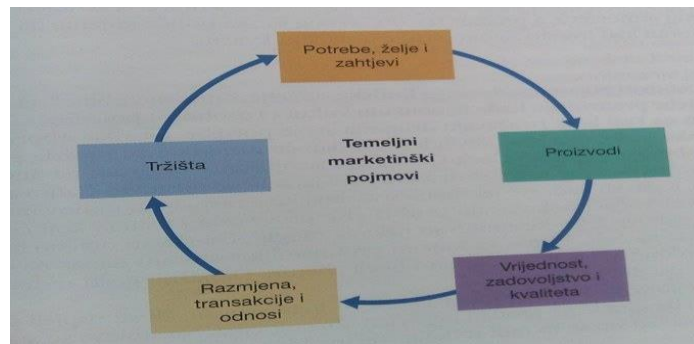 Potrebe, želje i
zahtjevi
Proizvodi
Vrijednost,
zadovoljstvo i
kvaliteta
Razmjena,
transakcije i
odnosi
Tržišta
Temeljni
marketinški
pojmovi